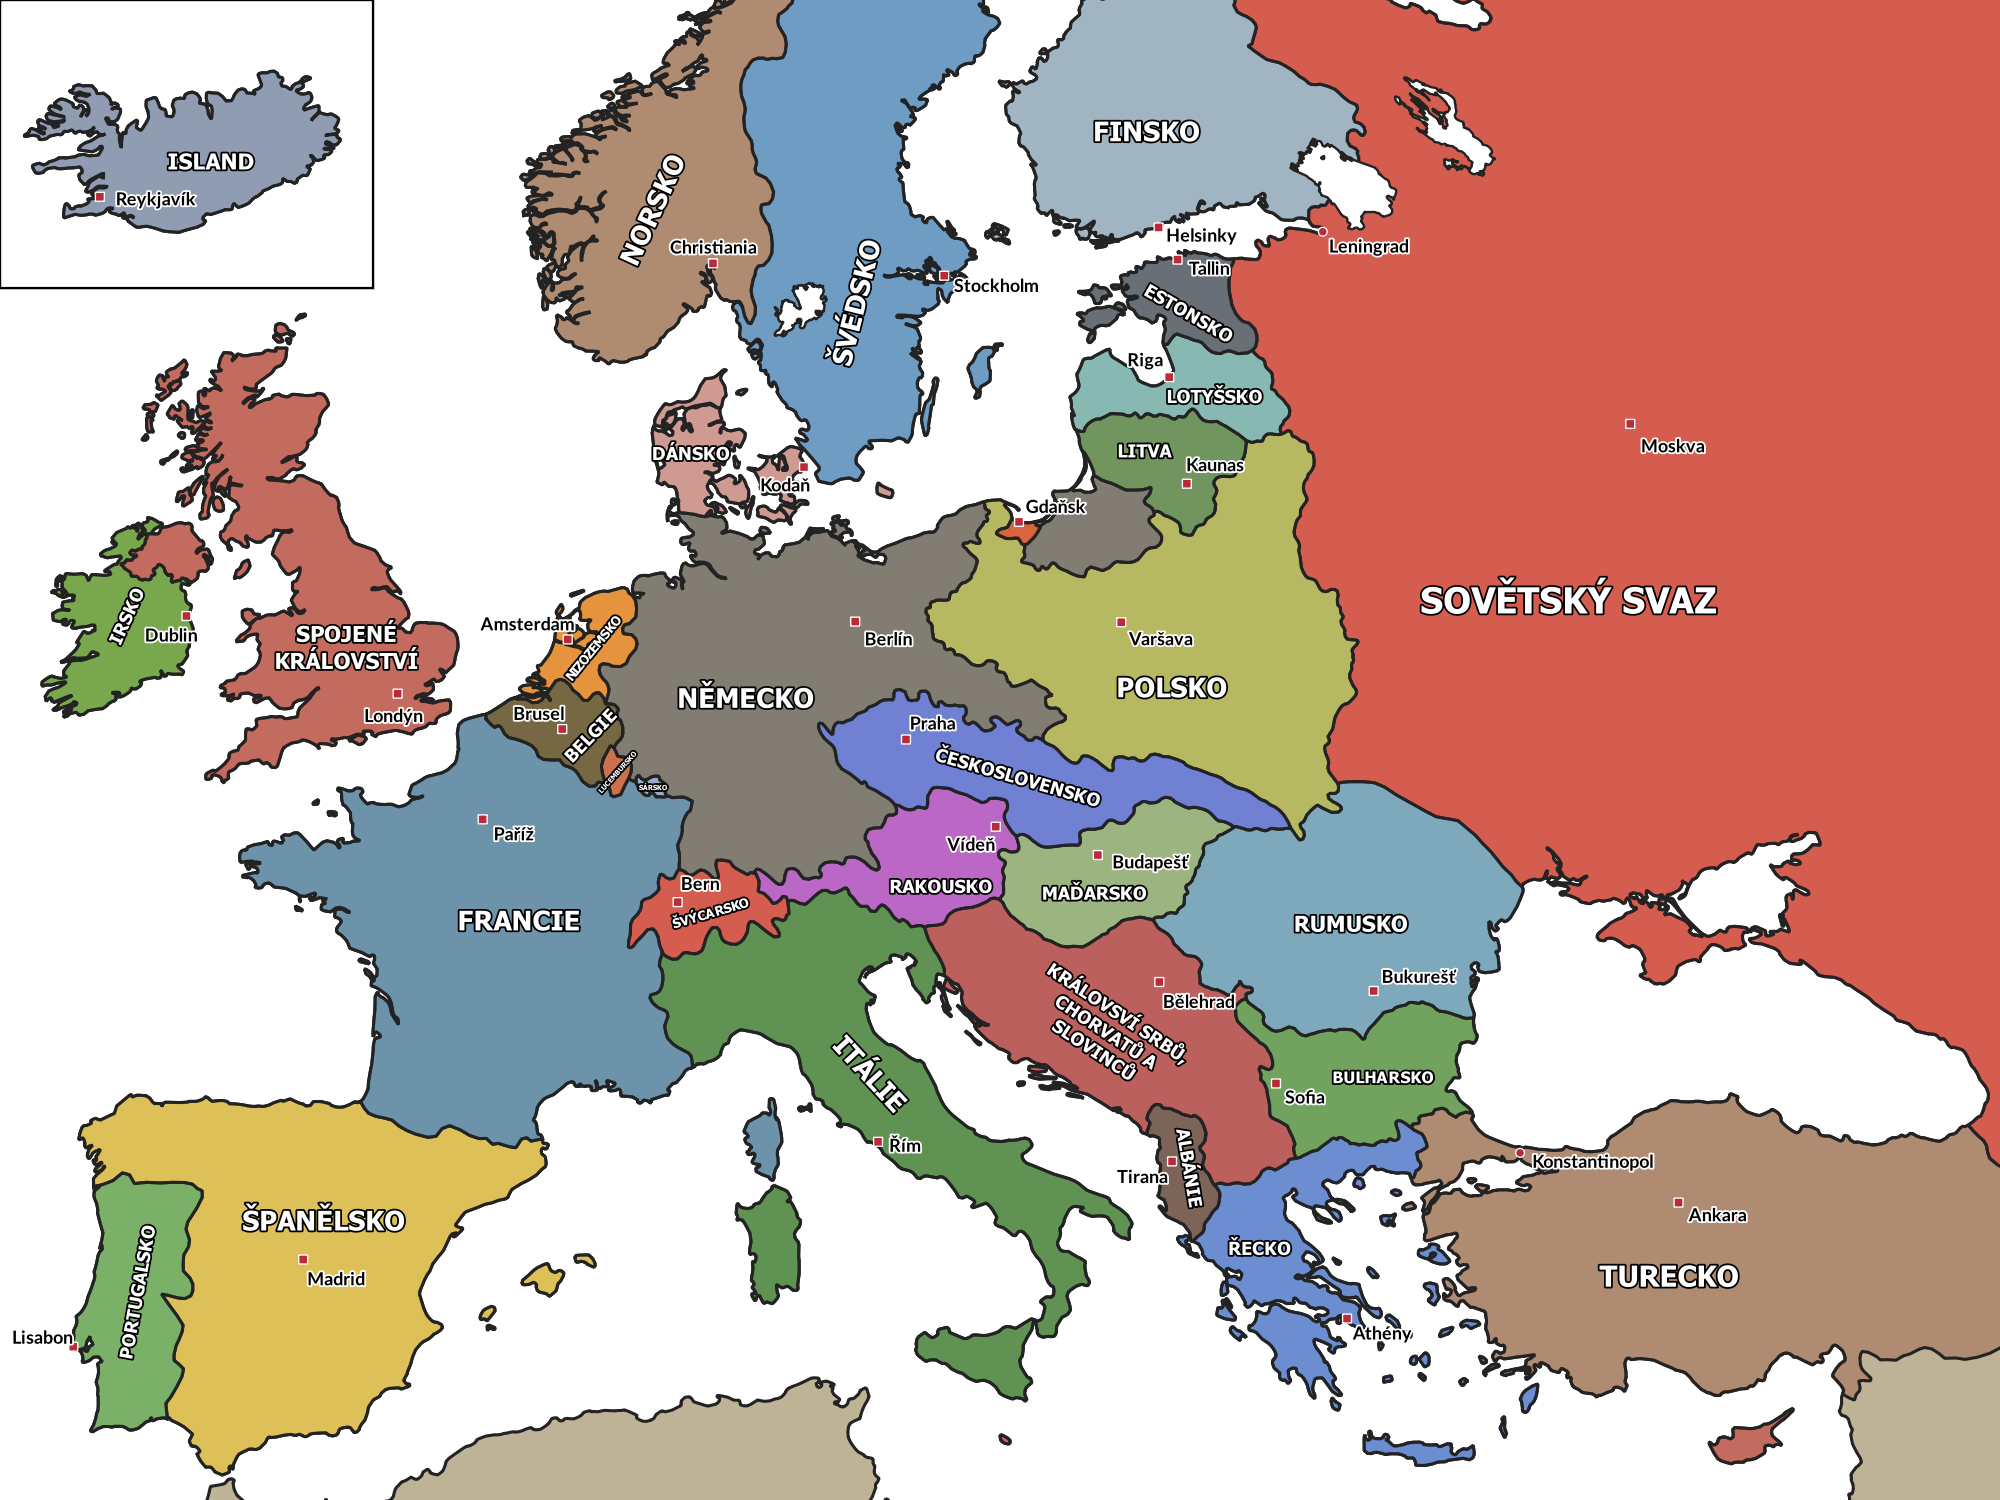 ISLAND
Reykjavík
NORSKO
Christiania
ŠVÉDSKO
Stockholm
FINSKO
Helsinky
Leningrad
Tallin
ESTONSKO
Riga
LOTYŠSKO
LITVA
Kaunas
Moskva
SOVĚTSKÝ SVAZ
DÁNSKO
Kodaň
Gdaňsk
IRSKO
Dublin
SPOJENÉ
KRÁLOVSTVÍ
Londýn
Amsterdam
NIZOZEMSKO
Berlín
NĚMECKO
Varšava
POLSKO
Brusel
BELGIE
LUCEMBURSKO
SÁRSKO
Praha
ČESKOSLOVENSKO
Paříž
FRANCIE
Vídeň
RAKOUSKO
Budapešť
MAĎARSKO
Bern
ŠVÝCARSKO
RUMUSKO
Bukurešť
KRÁLOVSVÍ SRBŮ,
CHORVATŮ A
SLOVINCŮ
Bělehrad
ITÁLIE
Řím
BULHARSKO
Sofia
ALBÁNIE
Tirana
Konstantinopol
Ankara
TURECKO
ŘECKO
Athény
ŠPANĚLSKO
Madrid
PORTUGALSKO
Lisabon